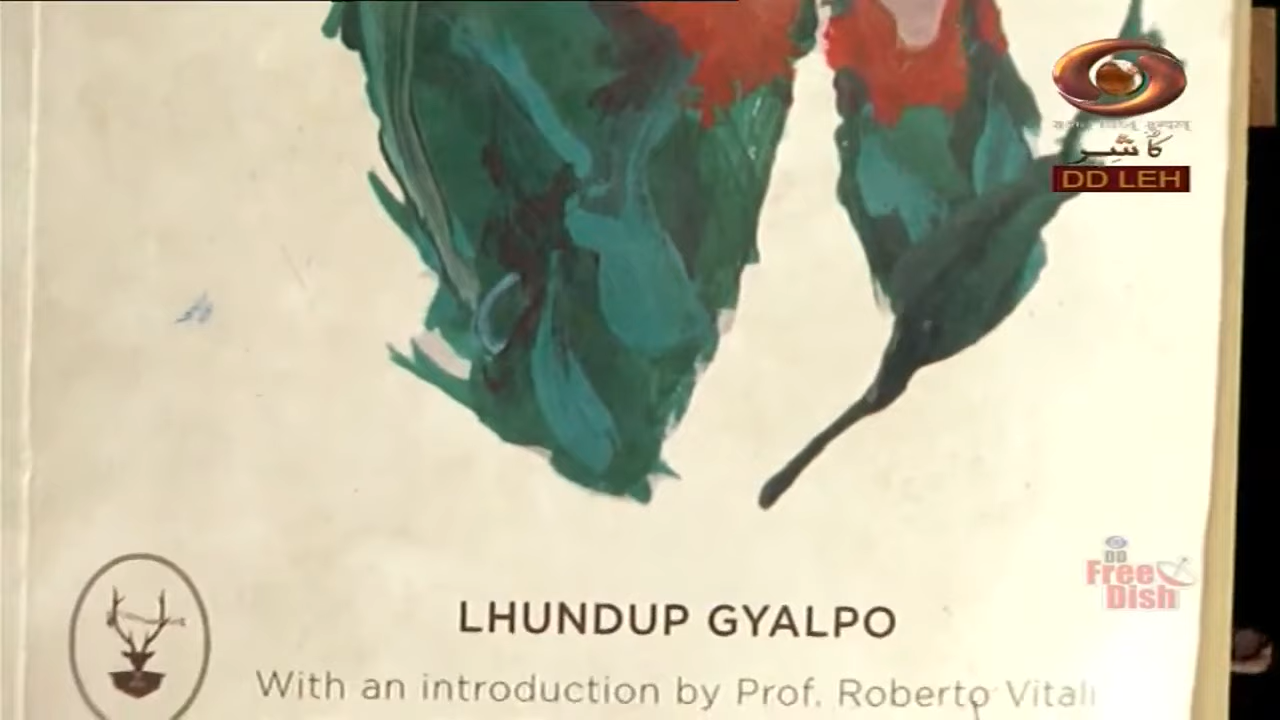 کٲشِر
DD LEH
DD
Free
Dish
LHUNDUP GYALPO
With an introduction by Prof. Roberto Vitali